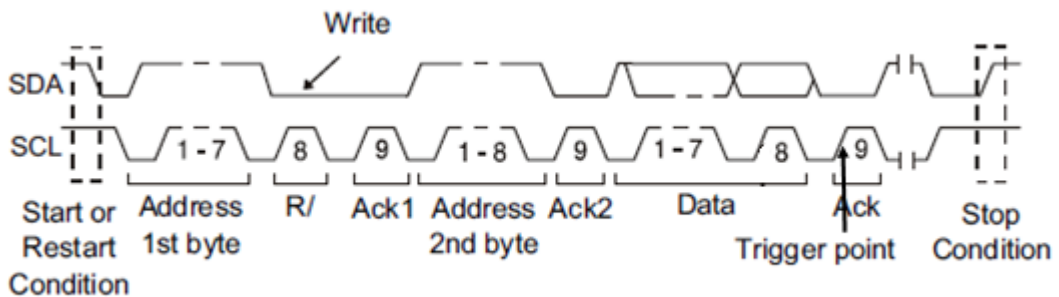 Write
SDA
SCL
1 - 7
8
9
1 - 8
9
1 - 7
8
9
Start or
Restart
Condition
Address
1st byte
R/
Ack1
Address
2nd byte
Ack2
Data
Ack
Trigger point
Stop
Condition